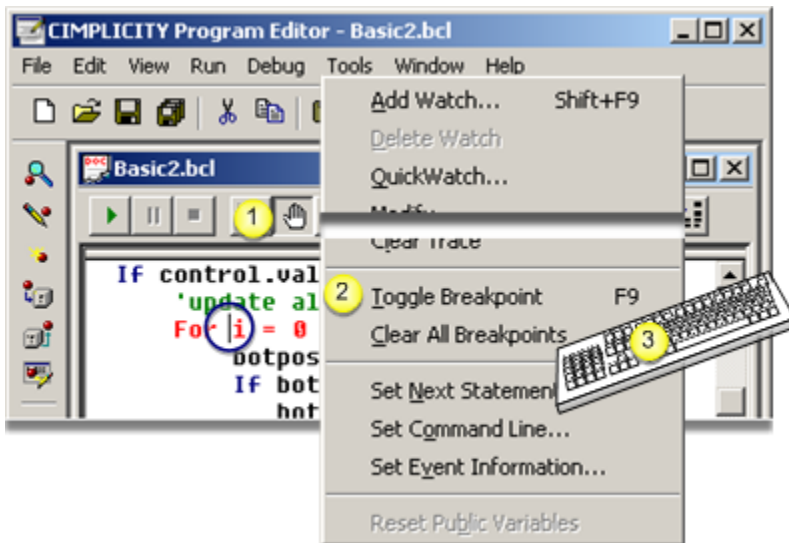 CIMPLICITY Program Editor - Basic2.bcl
File Edit View Run Debug Tools Window Help
Add Watch... Shift+F9
Delete Watch
QuickWatch...
Modify
Clear Trace
Basic2.bcl
1
If control.val
'update al
For i = 0
botpos
If bot
bot
2
Toggle Breakpoint F9
Clear All Breakpoints
3
Set Next Statement
Set Command Line...
Set Event Information...
Reset Public Variables